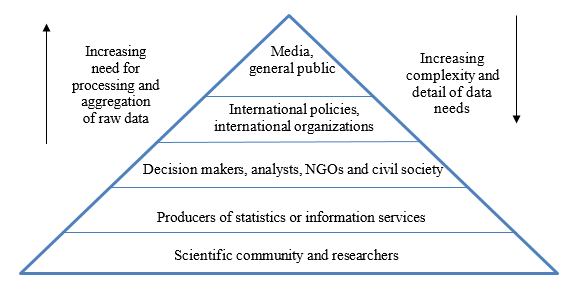 Increasing
need for
processing and
aggregation
of raw data
Media,
general public
Increasing
complexity and
detail of data
needs
International policies,
international organizations
Decision makers, analysts, NGOs and civil society
Producers of statistics or information services
Scientific community and researchers